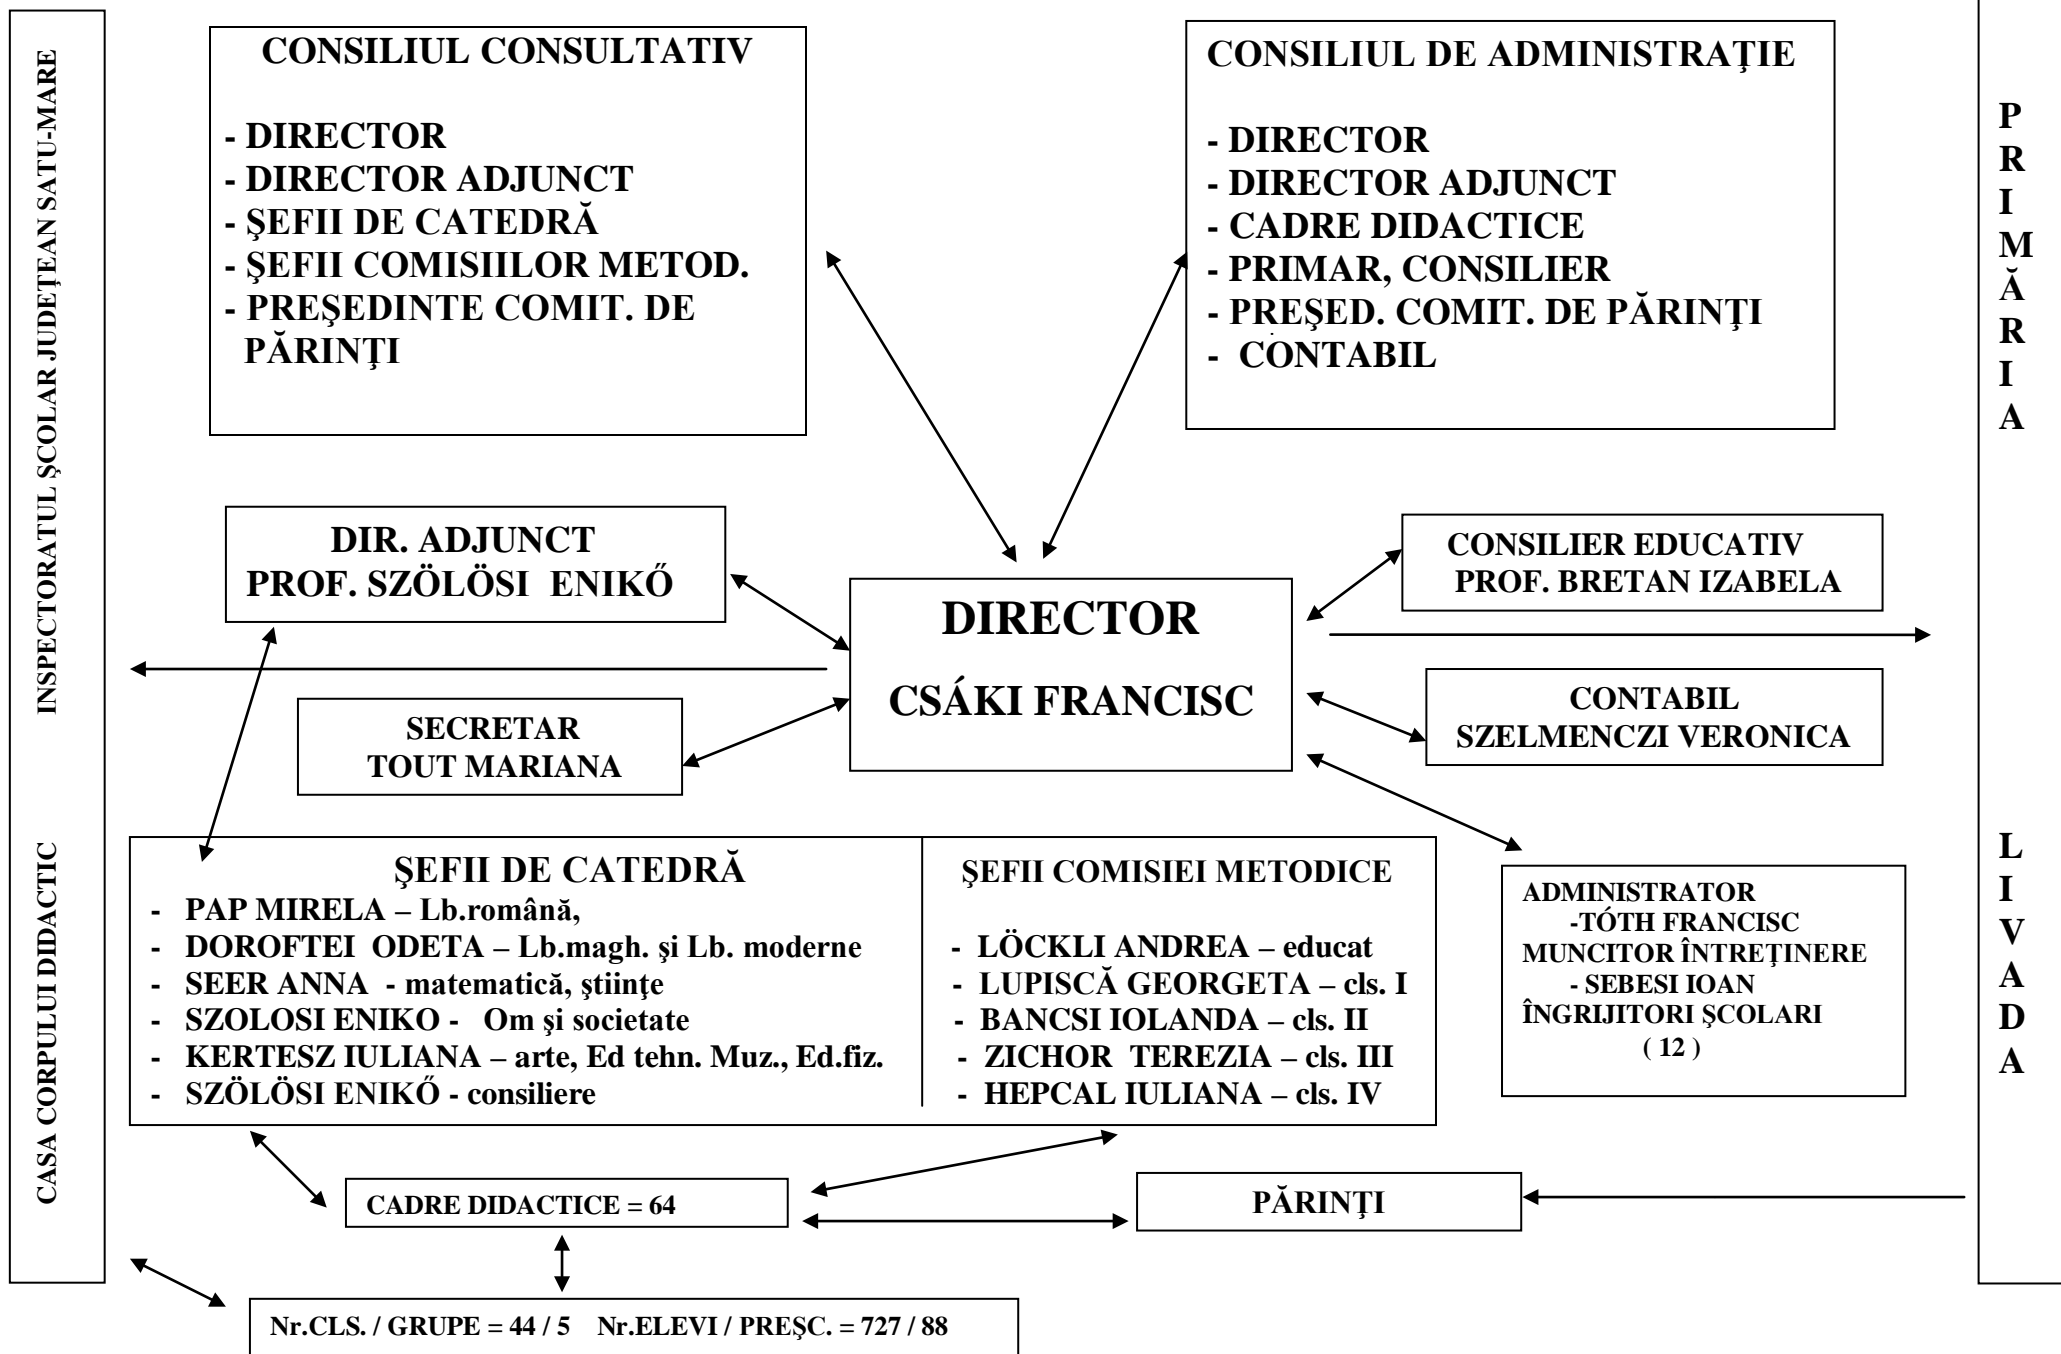 INSPECTORATUL ŞCOLAR JUDEŢEAN SATU-MARE
CASA CORPULUI DIDACTIC
CONSILIUL CONSULTATIV
- DIRECTOR
- DIRECTOR ADJUNCT
- ŞEFII DE CATEDRĂ
- ŞEFII COMISIILOR METOD.
- PREŞEDINTE COMIT. DE
PĂRINŢI
CONSILIUL DE ADMINISTRAŢIE
- DIRECTOR
- DIRECTOR ADJUNCT
- CADRE DIDACTICE
- PRIMAR, CONSILIER
- PREŞED. COMIT. DE PĂRINŢI
- CONTABIL
PRIMĂRIA
LIVADA
DIR. ADJUNCT
PROF. SZÖLÖSI ENIKŐ
CONSILIER EDUCATIV
PROF. BRETAN IZABELA
DIRECTOR
CSÁKI FRANCISC
SECRETAR
TOUT MARIANA
CONTABIL
SZELMENCZI VERONICA
ŞEFII DE CATEDRĂ
- PAP MIRELA – Lb.română,
- DOROFTEI ODETA – Lb.magh. şi Lb. moderne
- SEER ANNA - matematică, ştiinţe
- SZOLOSI ENIKO - Om şi societate
- KERTESZ IULIANA – arte, Ed tehn. Muz., Ed.fiz.
- SZÖLÖSI ENIKŐ - consiliere
ŞEFII COMISIEI METODICE
- LÖCKLI ANDREA – educat
- LUPISCĂ GEORGETA – cls. I
- BANCSI IOLANDA – cls. II
- ZICHOR TEREZIA – cls. III
- HEPCAL IULIANA – cls. IV
ADMINISTRATOR
-TÓTH FRANCISC
MUNCITOR ÎNTREŢINERE
- SEBESI IOAN
ÎNGRIJITORI ŞCOLARI
( 12 )
CADRE DIDACTICE = 64
PĂRINŢI
Nr.CLS. / GRUPE = 44 / 5 Nr.ELEVI / PREŞC. = 727 / 88